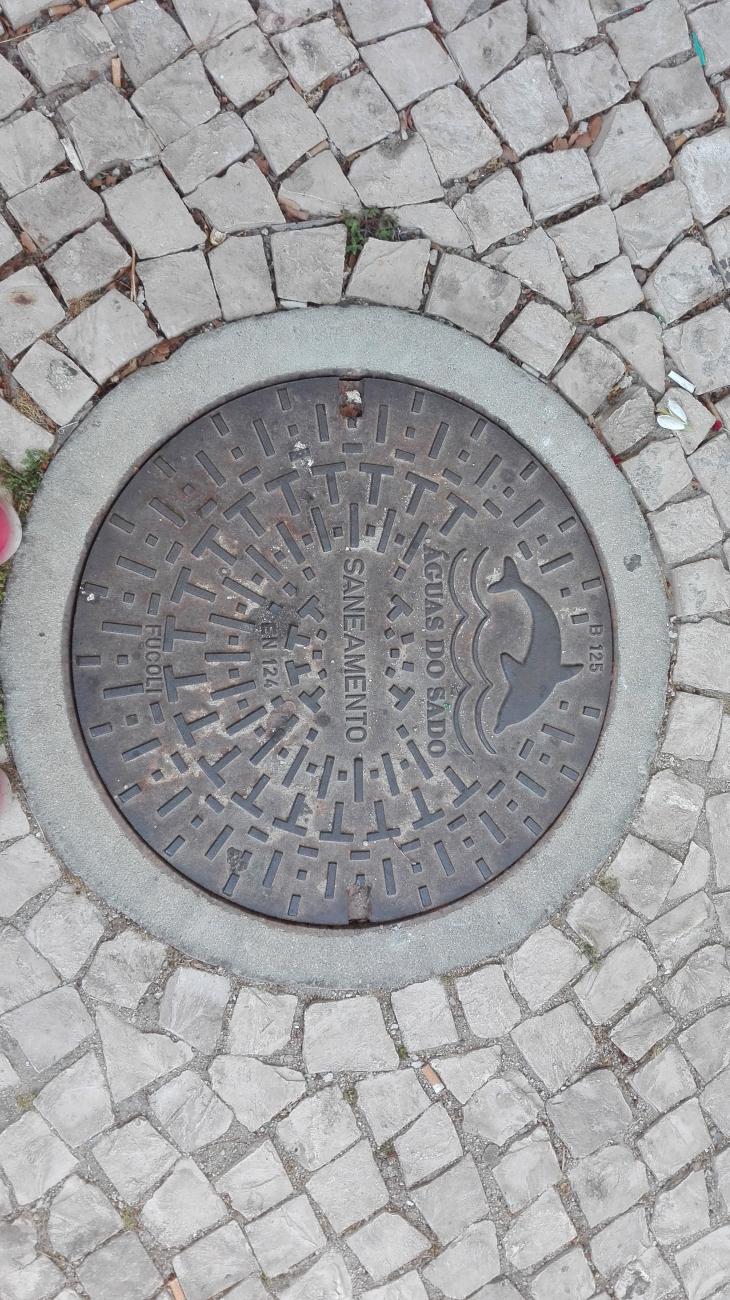 B 125
ÁGUAS DO SADO
SANEAMENTO
EN 124
FUCOLI